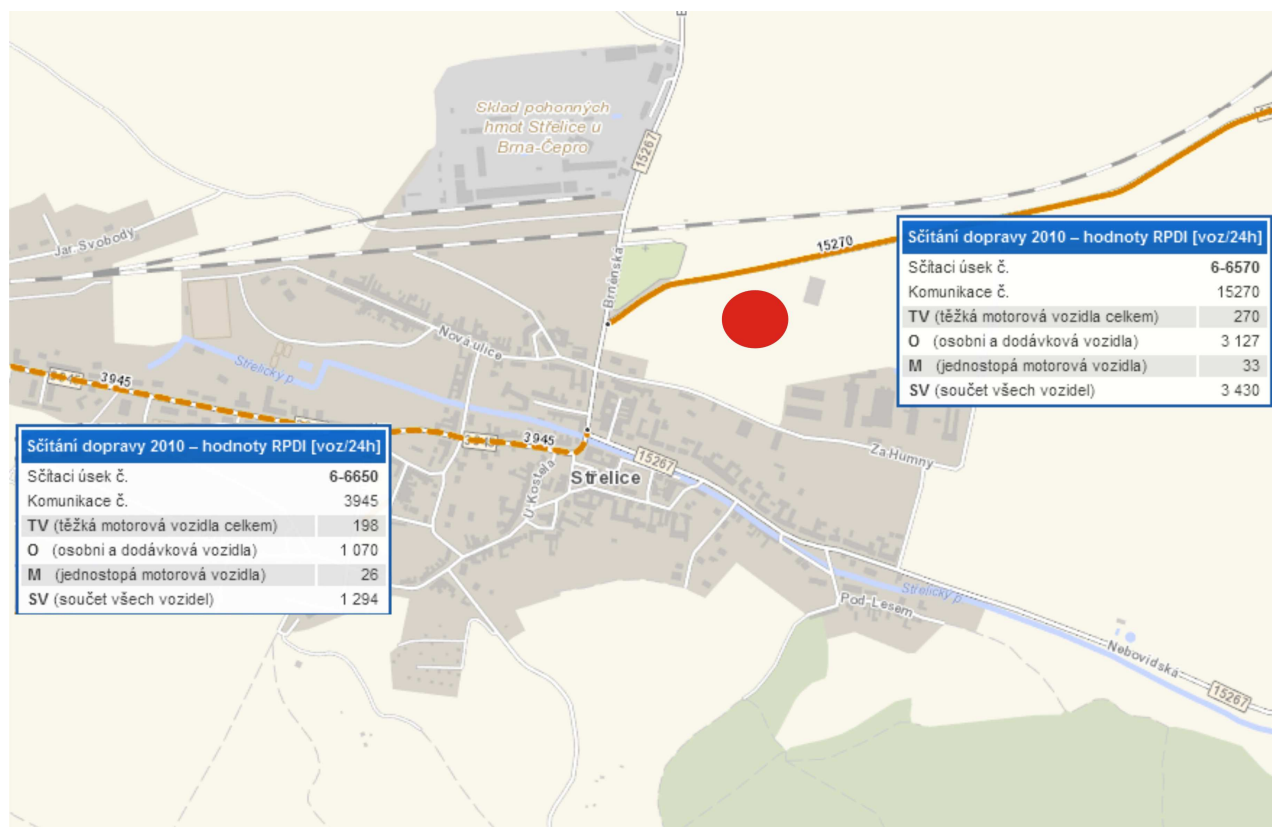 Sklad pohonných
hmot Střelice u
Brna-Čepro
15267
Jar. Svobody
Brněnská
15270
Nová ulice
Střelický p.
3945
3945
3945
15267
Střelice
U Kostela
Za Humny
Střelický p.
Pod Lesem
Nebovidská
15267
Sčítání dopravy 2010 – hodnoty RPDI [voz/24h]
Sčítaci úsek č. 6-6570
Komunikace č. 15270
TV (těžká motorová vozidla celkem) 270
O (osobni a dodávková vozidla) 3 127
M (jednostopá motorová vozidla) 33
SV (součet všech vozidel) 3 430
Sčítání dopravy 2010 – hodnoty RPDI [voz/24h]
Sčítaci úsek č. 6-6650
Komunikace č. 3945
TV (těžká motorová vozidla celkem) 198
O (osobni a dodávková vozidla) 1 070
M (jednostopá motorová vozidla) 26
SV (součet všech vozidel) 1 294